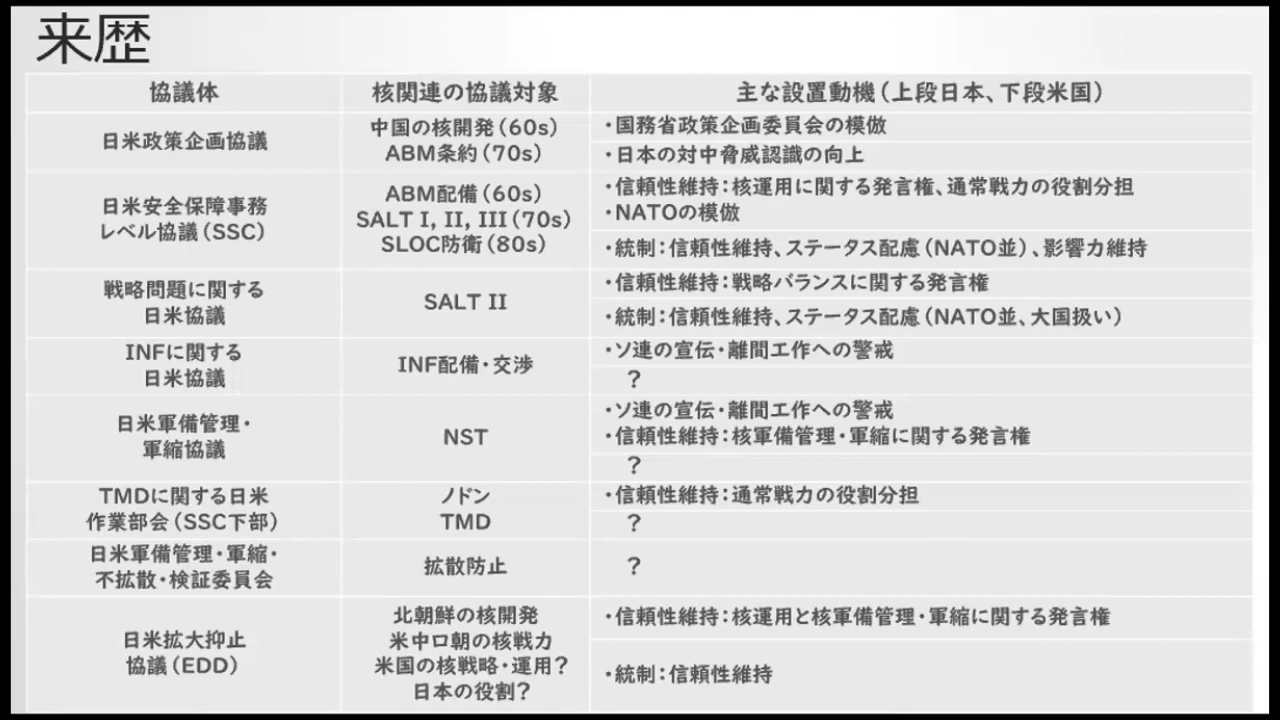 来歴
協議体
核関連の協議対象
主な設置動機（上段日本、下段米国）
日米政策企画協議
中国の核開発（60s）
ABM条約（70s）
・国務省政策企画委員会の模倣
・日本の対中脅威認識の向上
日米安全保障事務
レベル協議（SSC）
ABM配備（60s）
SALT I, II, III（70s）
SLOC防衛（80s）
・信頼性維持：核運用に関する発言権、通常戦力の役割分担
・NATOの模倣
・統制：信頼性維持、ステータス配慮（NATO並）、影響力維持
戦略問題に関する
日米協議
SALT II
・信頼性維持：戦略バランスに関する発言権
・統制：信頼性維持、ステータス配慮（NATO並、大国扱い）
INFに関する
日米協議
INF配備・交渉
・ソ連の宣伝・離間工作への警戒
？
日米軍備管理・
軍縮協議
NST
・ソ連の宣伝・離間工作への警戒
・信頼性維持：核軍備管理・軍縮に関する発言権
？
TMDに関する日米
作業部会（SSC下部）
ノドン
TMD
・信頼性維持：通常戦力の役割分担
？
日米軍備管理・軍縮・
不拡散・検証委員会
拡散防止
？
日米拡大抑止
協議（EDD）
北朝鮮の核開発
米中ロ朝の核戦力
米国の核戦略・運用？
日本の役割？
・信頼性維持：核運用と核軍備管理・軍縮に関する発言権
・統制：信頼性維持